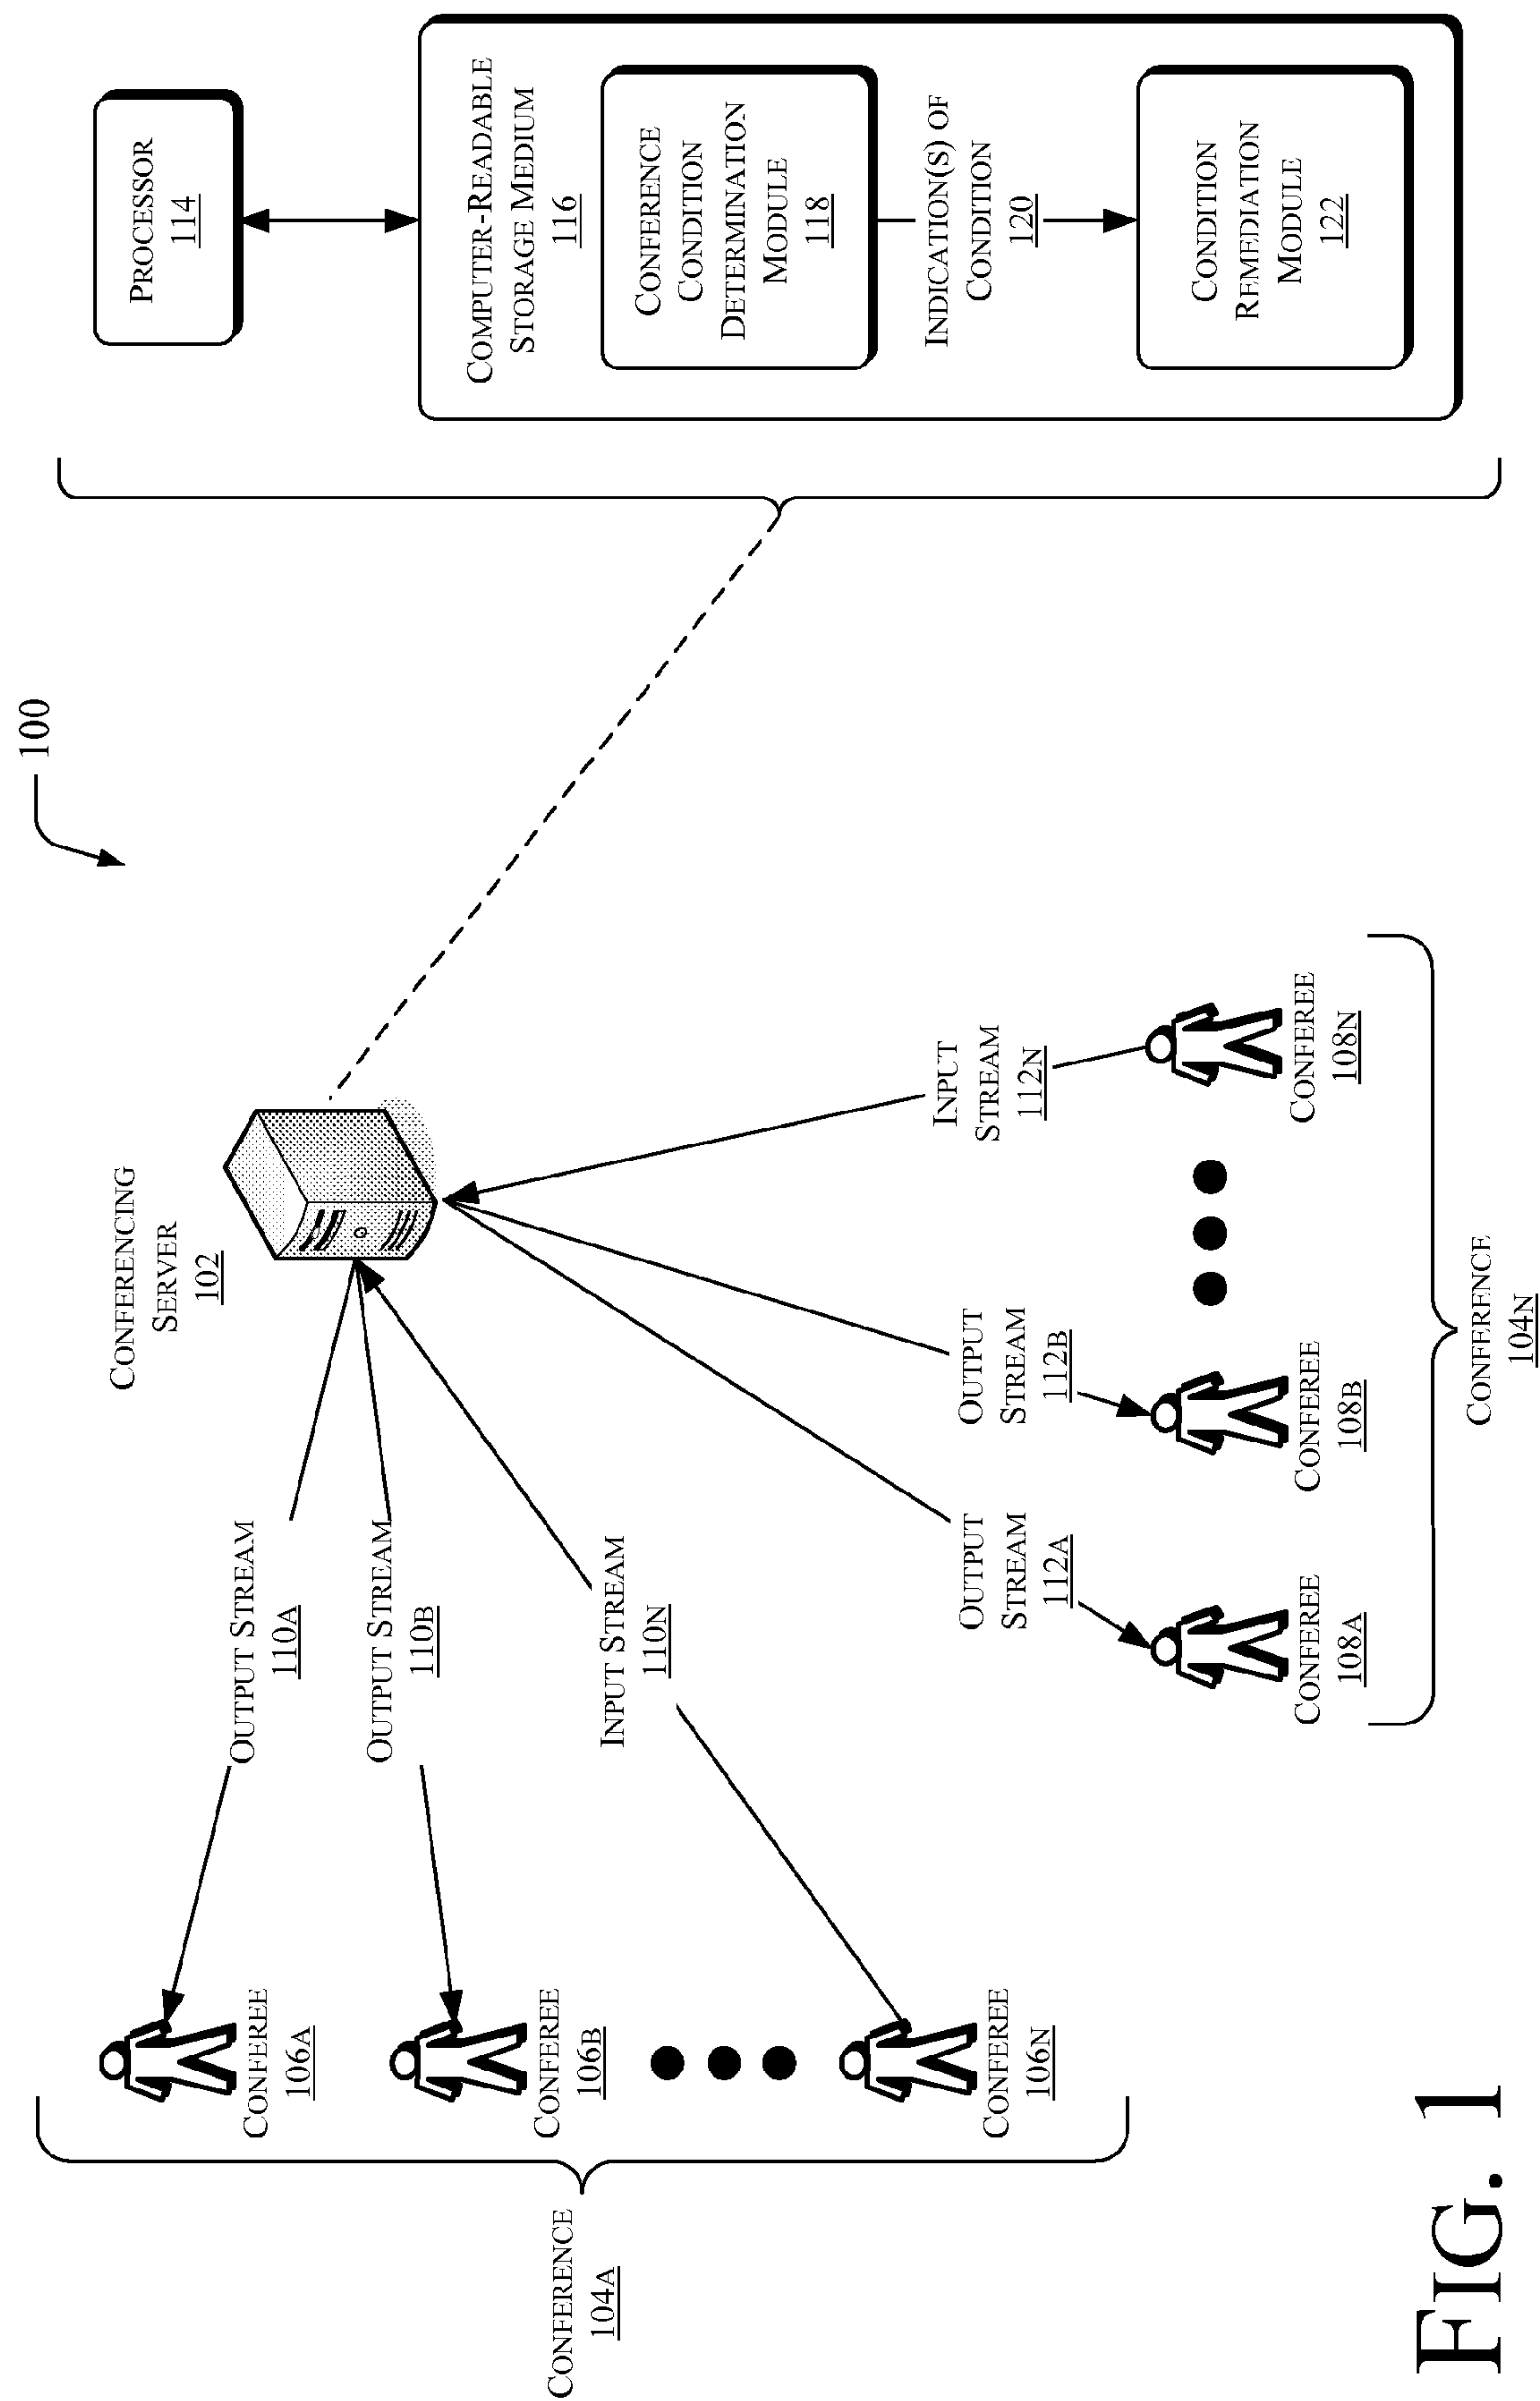 100
CONFERENCING
SERVER
102
PROCESSOR
114
COMPUTER-READABLE
STORAGE MEDIUM
116
CONFERENCE
CONDITION
DETERMINATION
MODULE
118
INDICATION(S) OF
CONDITION
120
CONDITION
REMEDIATION
MODULE
122
OUTPUT STREAM
110A
OUTPUT STREAM
110B
INPUT STREAM
110N
CONFEREE
106A
CONFEREE
106B
CONFEREE
106N
CONFERENCE
104A
OUTPUT
STREAM
112A
OUTPUT
STREAM
112B
INPUT
STREAM
112N
CONFEREE
108A
CONFEREE
108B
CONFEREE
108N
CONFERENCE
104N
FIG. 1